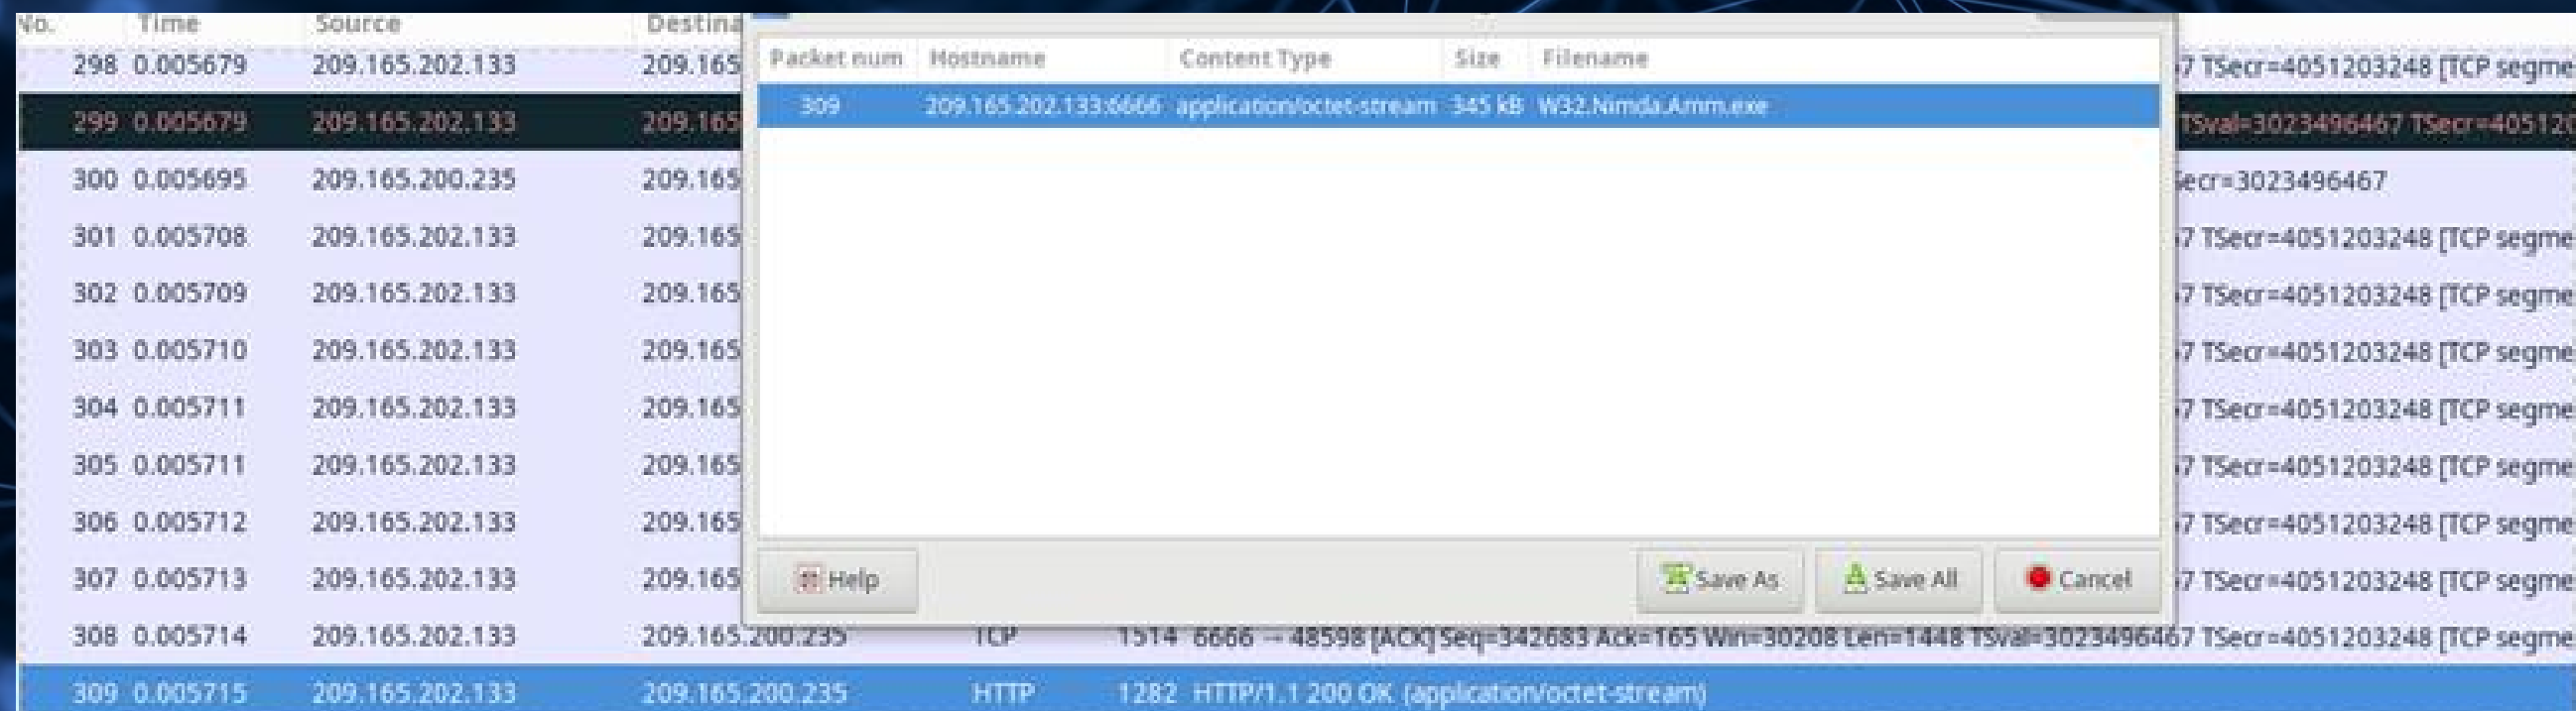 No. Time Source Destina
Packet num Hostname Content Type Size Filename
298 0.005679 209.165.202.133 209.165 7 TSecr=4051203248 [TCP segme
309 209.165.202.133:6666 application/octet-stream 345 kB W32.Nimda.Amm.exe
299 0.005679 209.165.202.133 209.165 TSval=3023496467 TSecr=405120
300 0.005695 209.165.200.235 209.165 Secr=3023496467
301 0.005708 209.165.202.133 209.165 7 TSecr=4051203248 [TCP segme
302 0.005709 209.165.202.133 209.165 7 TSecr=4051203248 [TCP segme
303 0.005710 209.165.202.133 209.165 7 TSecr=4051203248 [TCP segme
304 0.005711 209.165.202.133 209.165 7 TSecr=4051203248 [TCP segme
305 0.005711 209.165.202.133 209.165 7 TSecr=4051203248 [TCP segme
306 0.005712 209.165.202.133 209.165 7 TSecr=4051203248 [TCP segme
307 0.005713 209.165.202.133 209.165 7 TSecr=4051203248 [TCP segme
Help Save As Save All Cancel
308 0.005714 209.165.202.133 209.165.200.235 TCP 1514 6666 → 48598 [ACK] Seq=342683 Ack=165 Win=30208 Len=1448 TSval=3023496467 TSecr=4051203248 [TCP segme
309 0.005715 209.165.202.133 209.165.200.235 HTTP 1282 HTTP/1.1 200 OK (application/octet-stream)